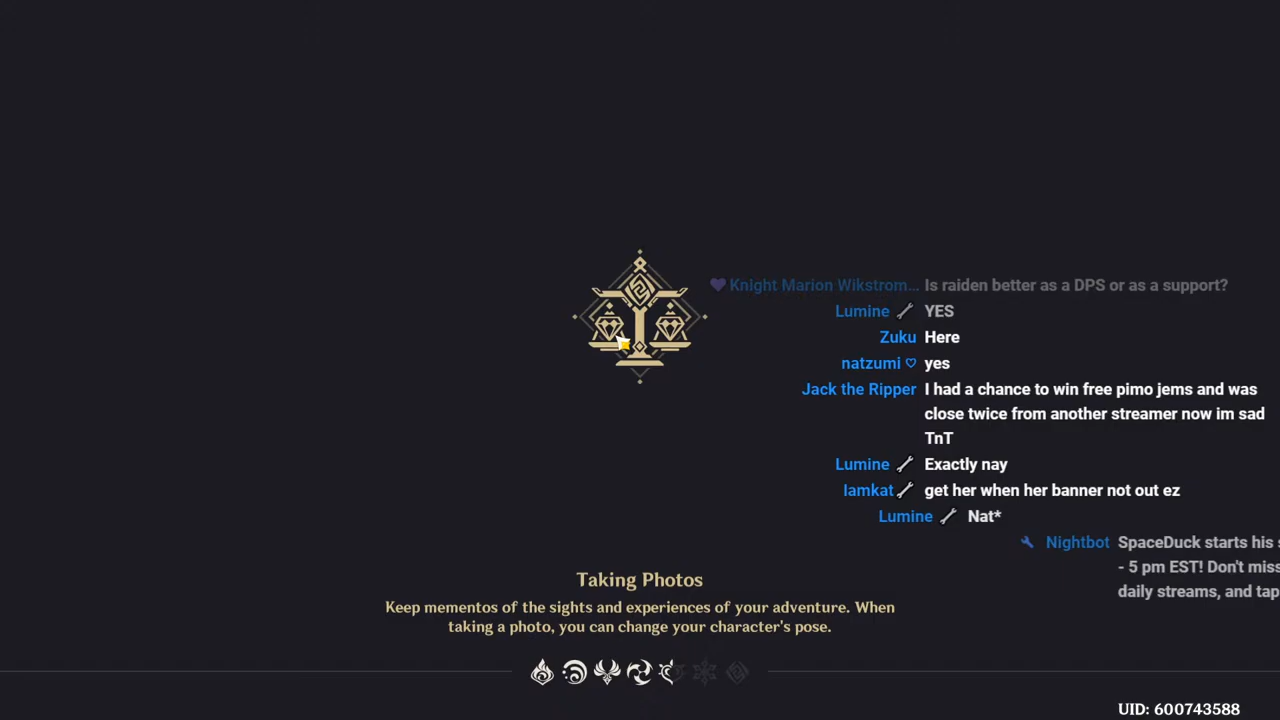 Knight Marion Wikstrom... Is raiden better as a DPS or as a support?
Lumine YES
Zuku Here
natzumi yes
Jack the Ripper I had a chance to win free pimo jems and was
close twice from another streamer now im sad
TnT
Lumine Exactly nay
Iamkat get her when her banner not out ez
Lumine Nat*
Nightbot SpaceDuck starts his
- 5 pm EST! Don't miss
daily streams, and tap
Taking Photos
Keep mementos of the sights and experiences of your adventure. When
taking a photo, you can change your character's pose.
UID: 600743588